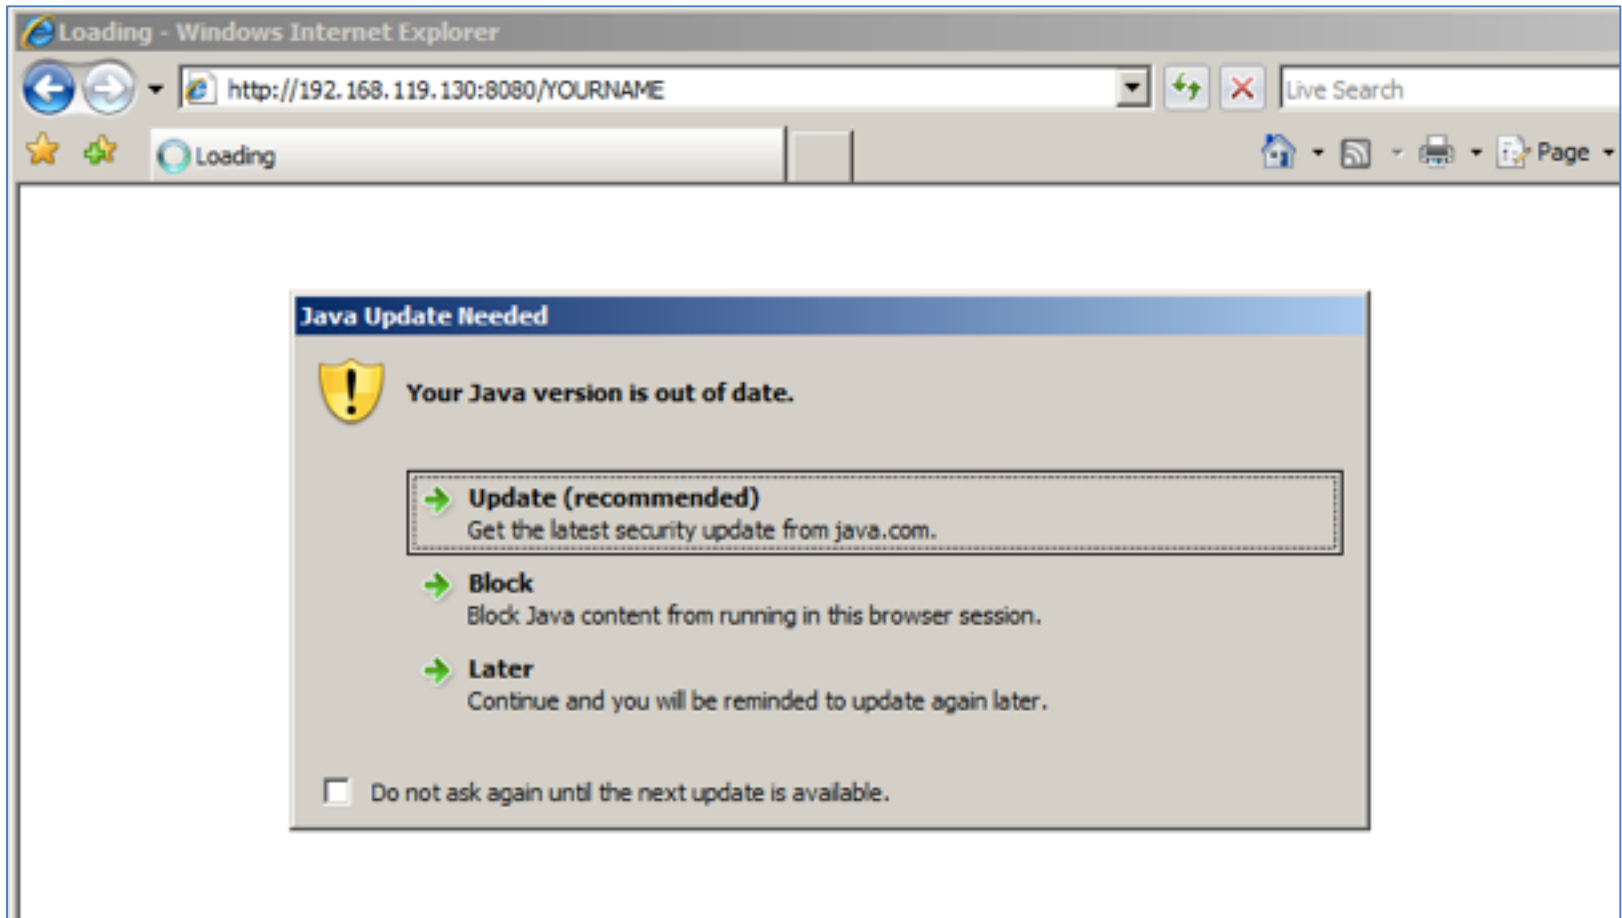 Loading - Windows Internet Explorer
http://192.168.119.130:8080/YOURNAME
Live Search
Loading
Page
Java Update Needed
Your Java version is out of date.
Update (recommended)
Get the latest security update from java.com.
Block
Block Java content from running in this browser session.
Later
Continue and you will be reminded to update again later.
Do not ask again until the next update is available.